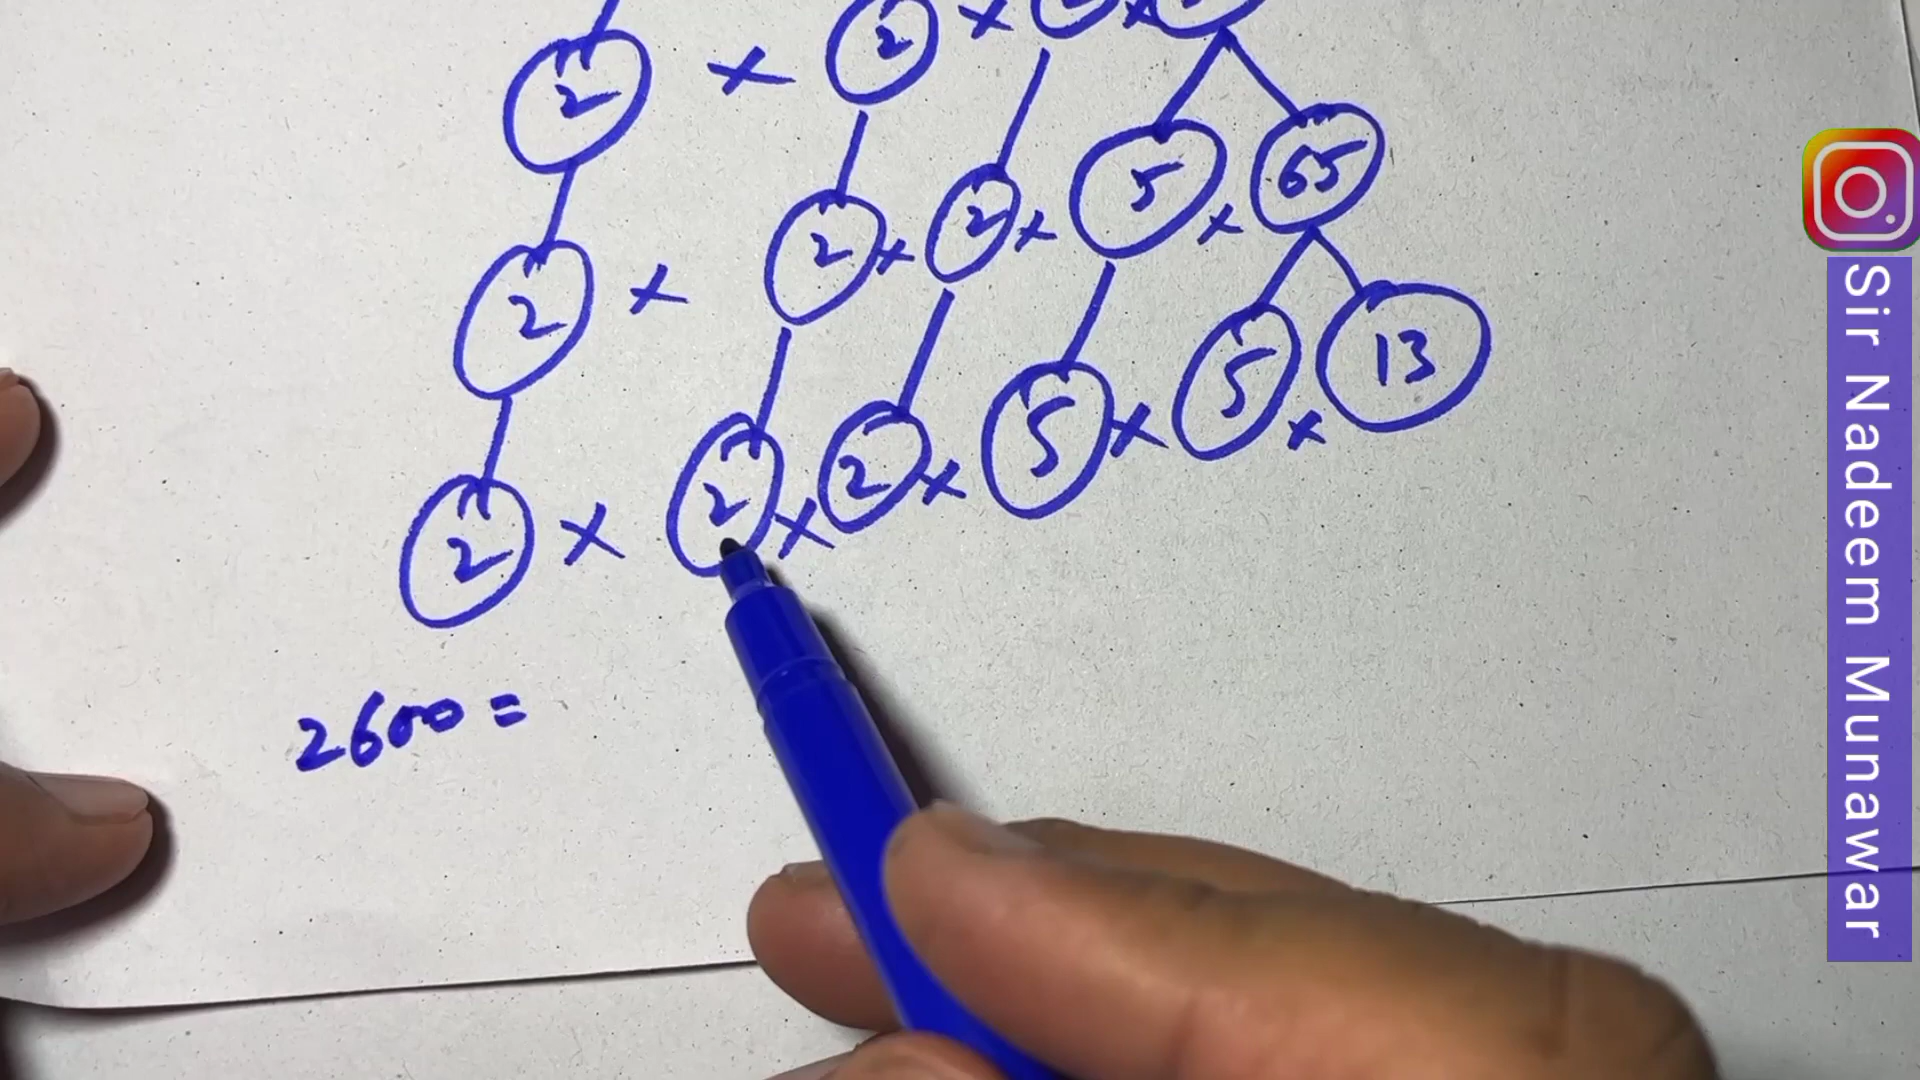 2 × 2 ×
2 × 2 × 2 × 5 × 65
2 × 2 × 2 × 5 × 5 × 13
2600 =
Sir Nadeem Munawar